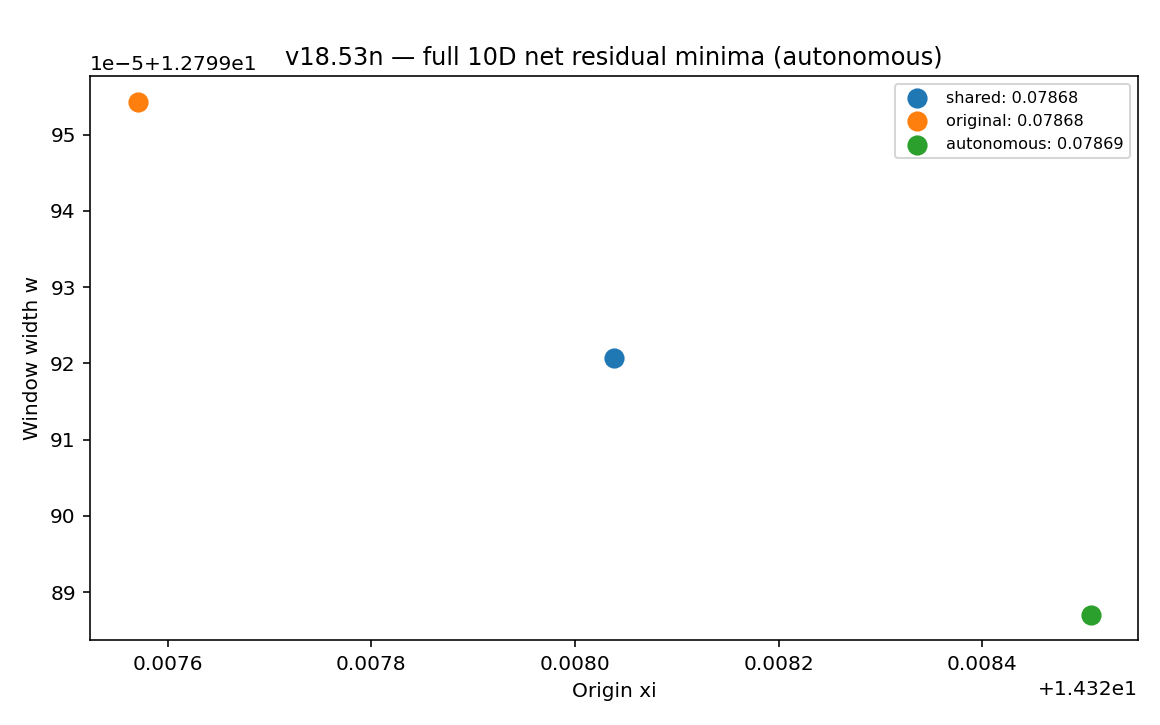 1e−5+1.2799e1
v18.53n — full 10D net residual minima (autonomous)
shared: 0.07868
original: 0.07868
autonomous: 0.07869
Window width w
95
94
93
92
91
90
89
0.0076
0.0078
0.0080
0.0082
0.0084
Origin xi
+1.432e1